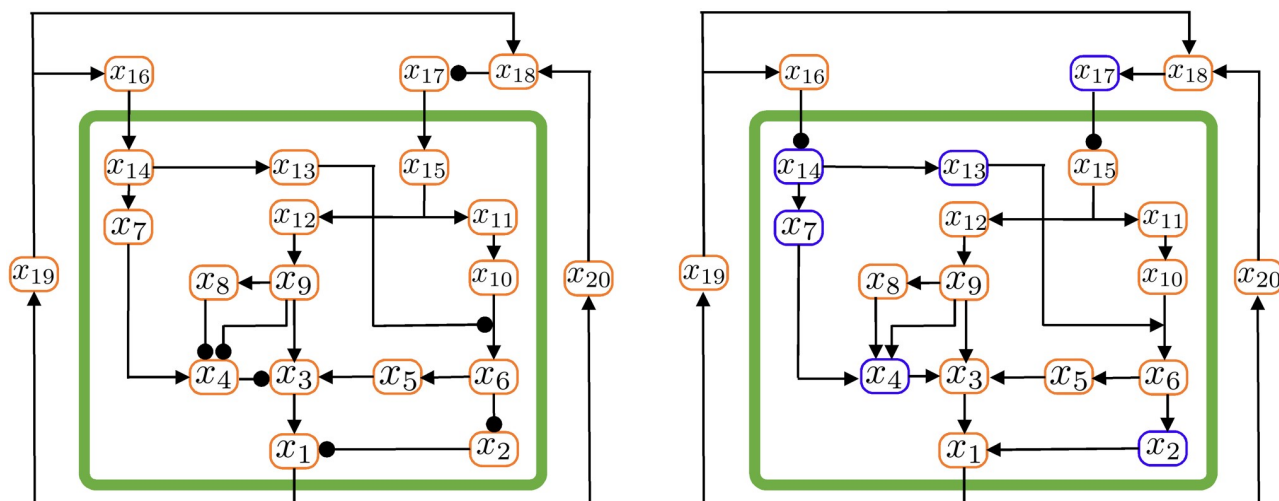 x₁₆ x₁₇ x₁₈ x₁₆ x₁₇ x₁₈
x₁₄ x₁₃ x₁₅ x₁₄ x₁₃ x₁₅
x₇ x₁₂ x₁₁ x₇ x₁₂ x₁₁
x₁₉ x₈ x₉ x₁₀ x₂₀ x₁₉ x₈ x₉ x₁₀ x₂₀
x₄ x₃ x₅ x₆ x₄ x₃ x₅ x₆
x₁ x₂ x₁ x₂